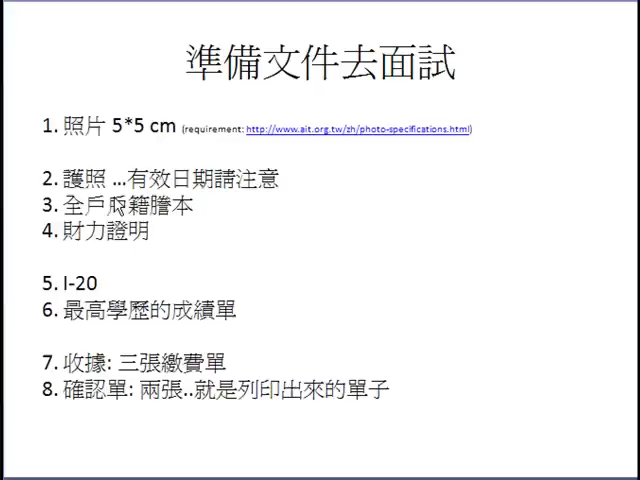 準備文件去面試
1. 照片 5*5 cm (requirement: http://www.ait.org.tw/zh/photo-specifications.html)
2. 護照 ...有效日期請注意
3. 全戶戶籍謄本
4. 財力證明
5. I-20
6. 最高學歷的成績單
7. 收據: 三張繳費單
8. 確認單: 兩張..就是列印出來的單子